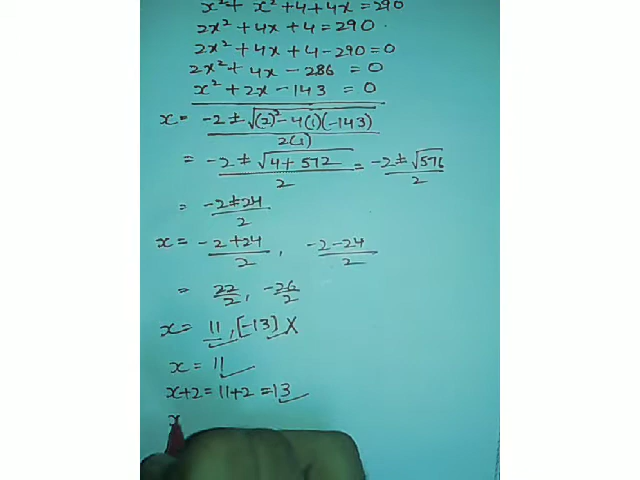 x² + x² + 4 + 4x = 290
2x² + 4x + 4 = 290
2x² + 4x + 4 - 290 = 0
2x² + 4x - 286 = 0
x² + 2x - 143 = 0
x = -2 ± √(2)² - 4(1)(-143) / 2(1)
= -2 ± √4 + 572 / 2 = -2 ± √576 / 2
= -2 ± 24 / 2
x = -2 + 24 / 2 , -2 - 24 / 2
= 22/2 , -26/2
x = 11 , [-13] X
x = 11
x+2 = 11+2 = 13
x